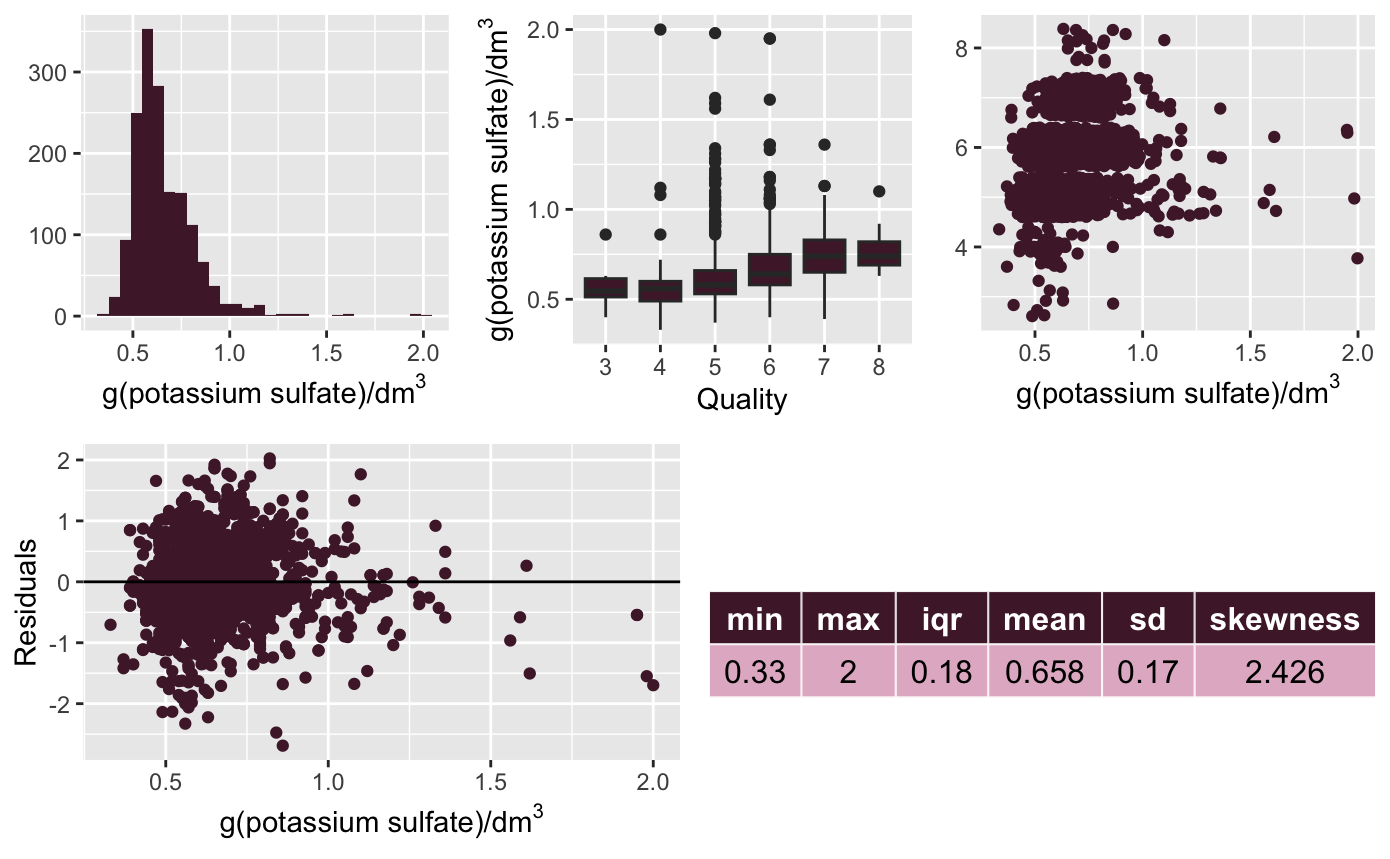 300
200
100
0
0.5 1.0 1.5 2.0
g(potassium sulfate)/dm³
g(potassium sulfate)/dm³
2.0
1.5
1.0
0.5
3 4 5 6 7 8
Quality
8
6
4
0.5 1.0 1.5 2.0
g(potassium sulfate)/dm³
Residuals
2
1
0
-1
-2
0.5 1.0 1.5 2.0
g(potassium sulfate)/dm³
min max iqr mean sd skewness
0.33 2 0.18 0.658 0.17 2.426